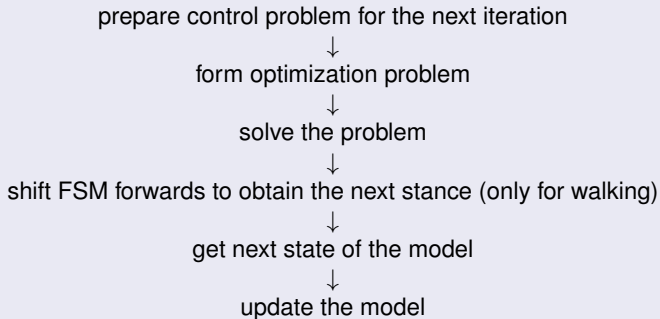 prepare control problem for the next iteration
↓
form optimization problem
↓
solve the problem
↓
shift FSM forwards to obtain the next stance (only for walking)
↓
get next state of the model
↓
update the model